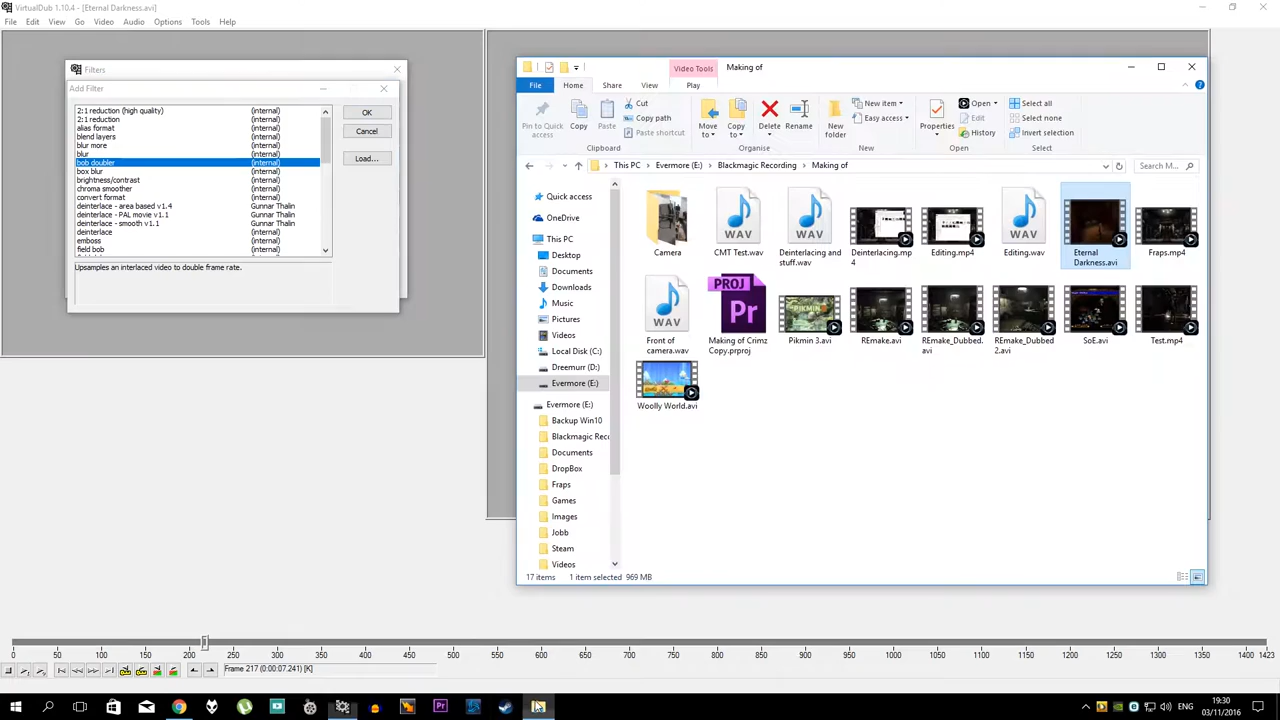 VirtualDub 1.10.4 - [Eternal Darkness.avi]
File Edit View Go Video Audio Options Tools Help
Filters
Add Filter
2:1 reduction (high quality) (internal)
2:1 reduction (internal)
alias format (internal)
blend layers (internal)
blur more (internal)
blur (internal)
bob doubler (internal)
box blur (internal)
brightness/contrast (internal)
chroma smoother (internal)
convert format (internal)
deinterlace - area based v1.4 Gunnar Thalin
deinterlace - PAL movie v1.1 Gunnar Thalin
deinterlace - smooth v1.1 Gunnar Thalin
deinterlace (internal)
emboss (internal)
field bob (internal)
OK
Cancel
Load...
Upsamples an interlaced video to double frame rate.
Video Tools Making of
File Home Share View Play
Pin to Quick access
Copy
Paste
Cut
Copy path
Paste shortcut
Clipboard
Move to
Copy to
Delete
Rename
Organise
New folder
New item
Easy access
New
Properties
Open
Edit
History
Open
Select all
Select none
Invert selection
Select
This PC Evermore (E:) Blackmagic Recording Making of
Search M...
Quick access
OneDrive
This PC
Desktop
Documents
Downloads
Music
Pictures
Videos
Local Disk (C:)
Dreemurr (D:)
Evermore (E:)
Evermore (E:)
Backup Win10
Blackmagic Reco
Documents
DropBox
Fraps
Games
Images
Jobb
Steam
Videos
Camera
CMT Test.wav
Deinterlacing and stuff.wav
Deinterlacing.mp
4
Editing.mp4
Editing.wav
Eternal
Darkness.avi
Fraps.mp4
Front of
camera.wav
PROJ
Pr
Making of Crimz
Copy.prproj
PIKMIN
Pikmin 3.avi
REmake.avi
REmake_Dubbed.
avi
REmake_Dubbed
2.avi
SoE.avi
Test.mp4
Woolly World.avi
17 items 1 item selected 969 MB
0 50 100 150 200 250 300 350 400 450 500 550 600 650 700 750 800 850 900 950 1000 1050 1100 1150 1200 1250 1300 1350 1400 1423
Frame 217 (0:00:07.241) [K]
Pr
ENG
19:30
03/11/2016